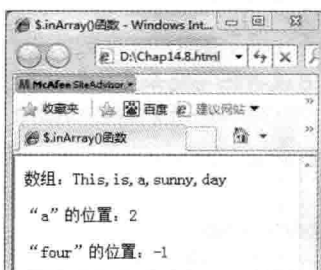 $.inArray()函数 - Windows Int...
D:\Chap14.8.html
McAfee SiteAdvisor
收藏夹 百度 建议网站
$.inArray()函数
数组：This,is,a,sunny,day
“a”的位置：2
“four”的位置：-1